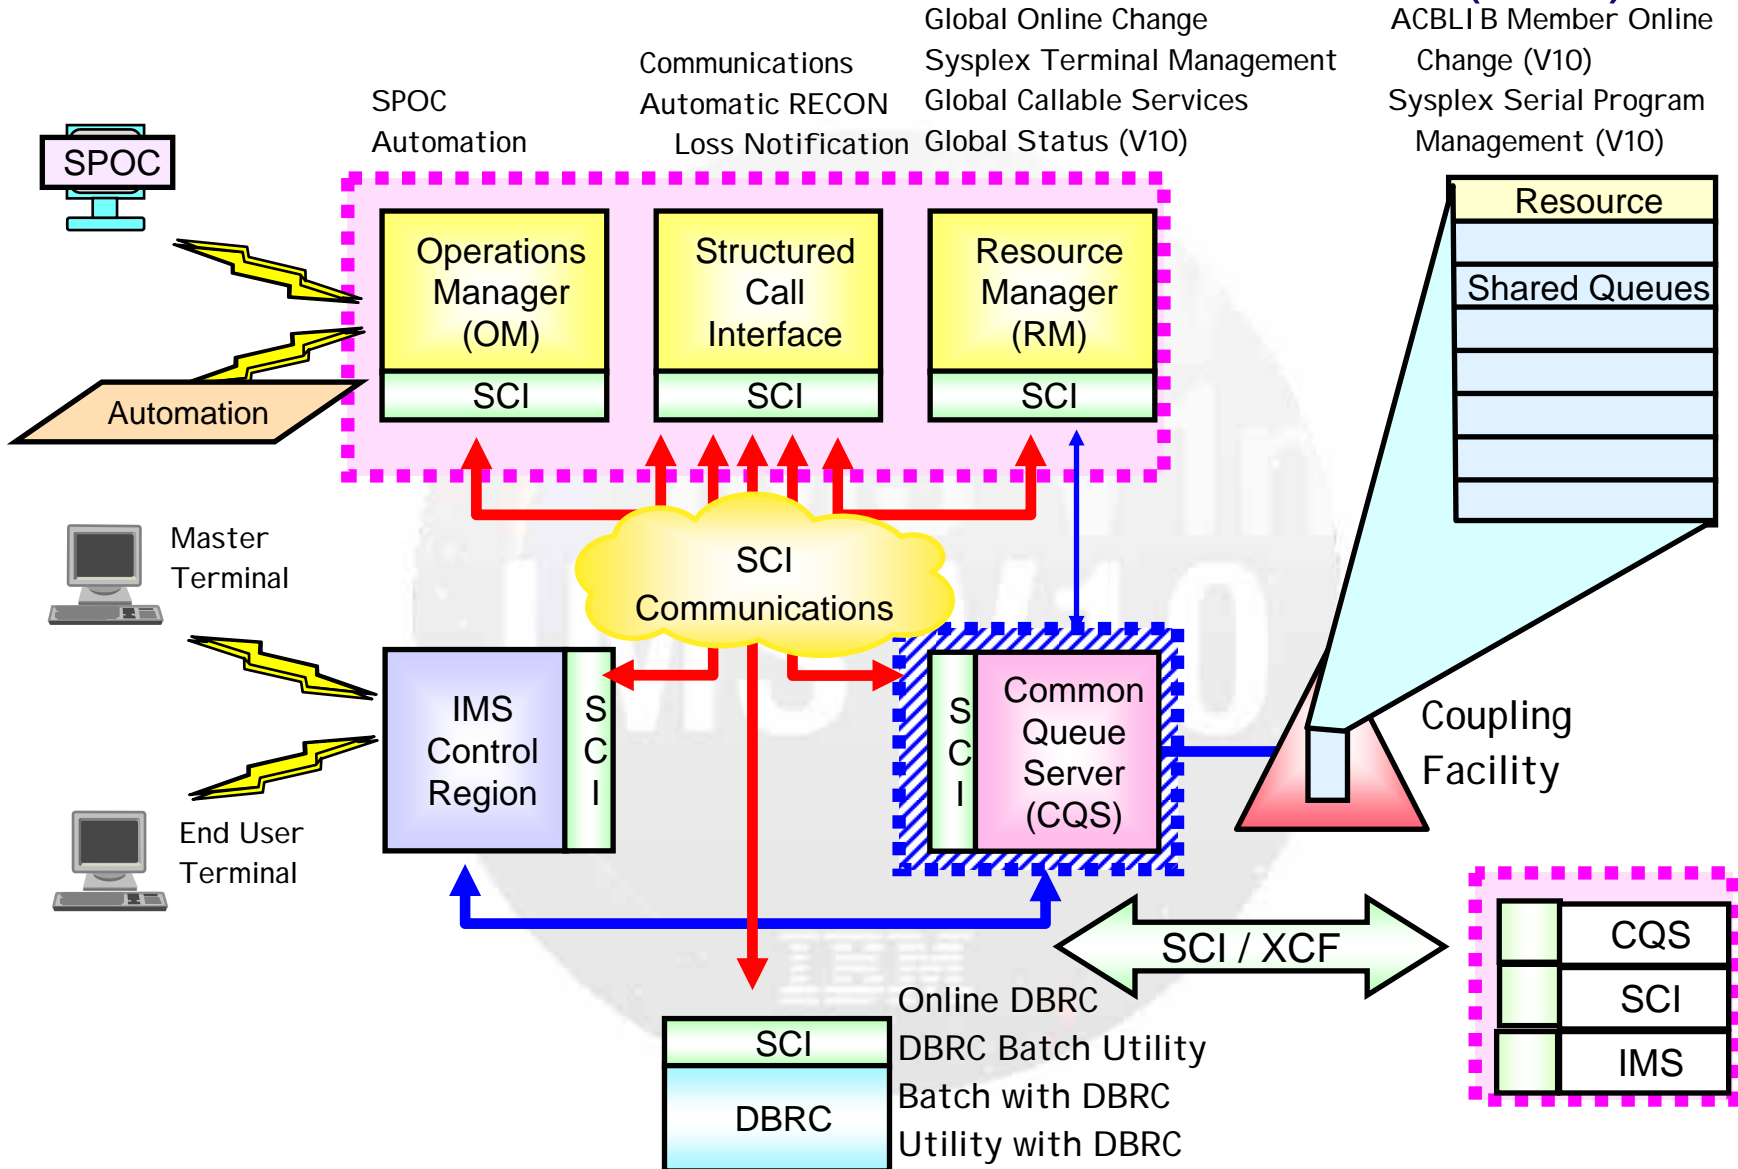 Global Online Change
ACBLIB Member Online
Communications
Sysplex Terminal Management
Change (V10)
SPOC
Automatic RECON
Global Callable Services
Sysplex Serial Program
Automation
Loss Notification
Global Status (V10)
Management (V10)
SPOC
Resource
Operations
Manager
(OM)
SCI
Structured
Call
Interface
SCI
Resource
Manager
(RM)
SCI
Shared Queues
Automation
Master
Terminal
SCI
Communications
IMS
Control
Region
S
C
I
S
C
I
Common
Queue
Server
(CQS)
Coupling
Facility
End User
Terminal
SCI / XCF
CQS
SCI
IMS
IBM
SCI
DBRC
Online DBRC
DBRC Batch Utility
Batch with DBRC
Utility with DBRC